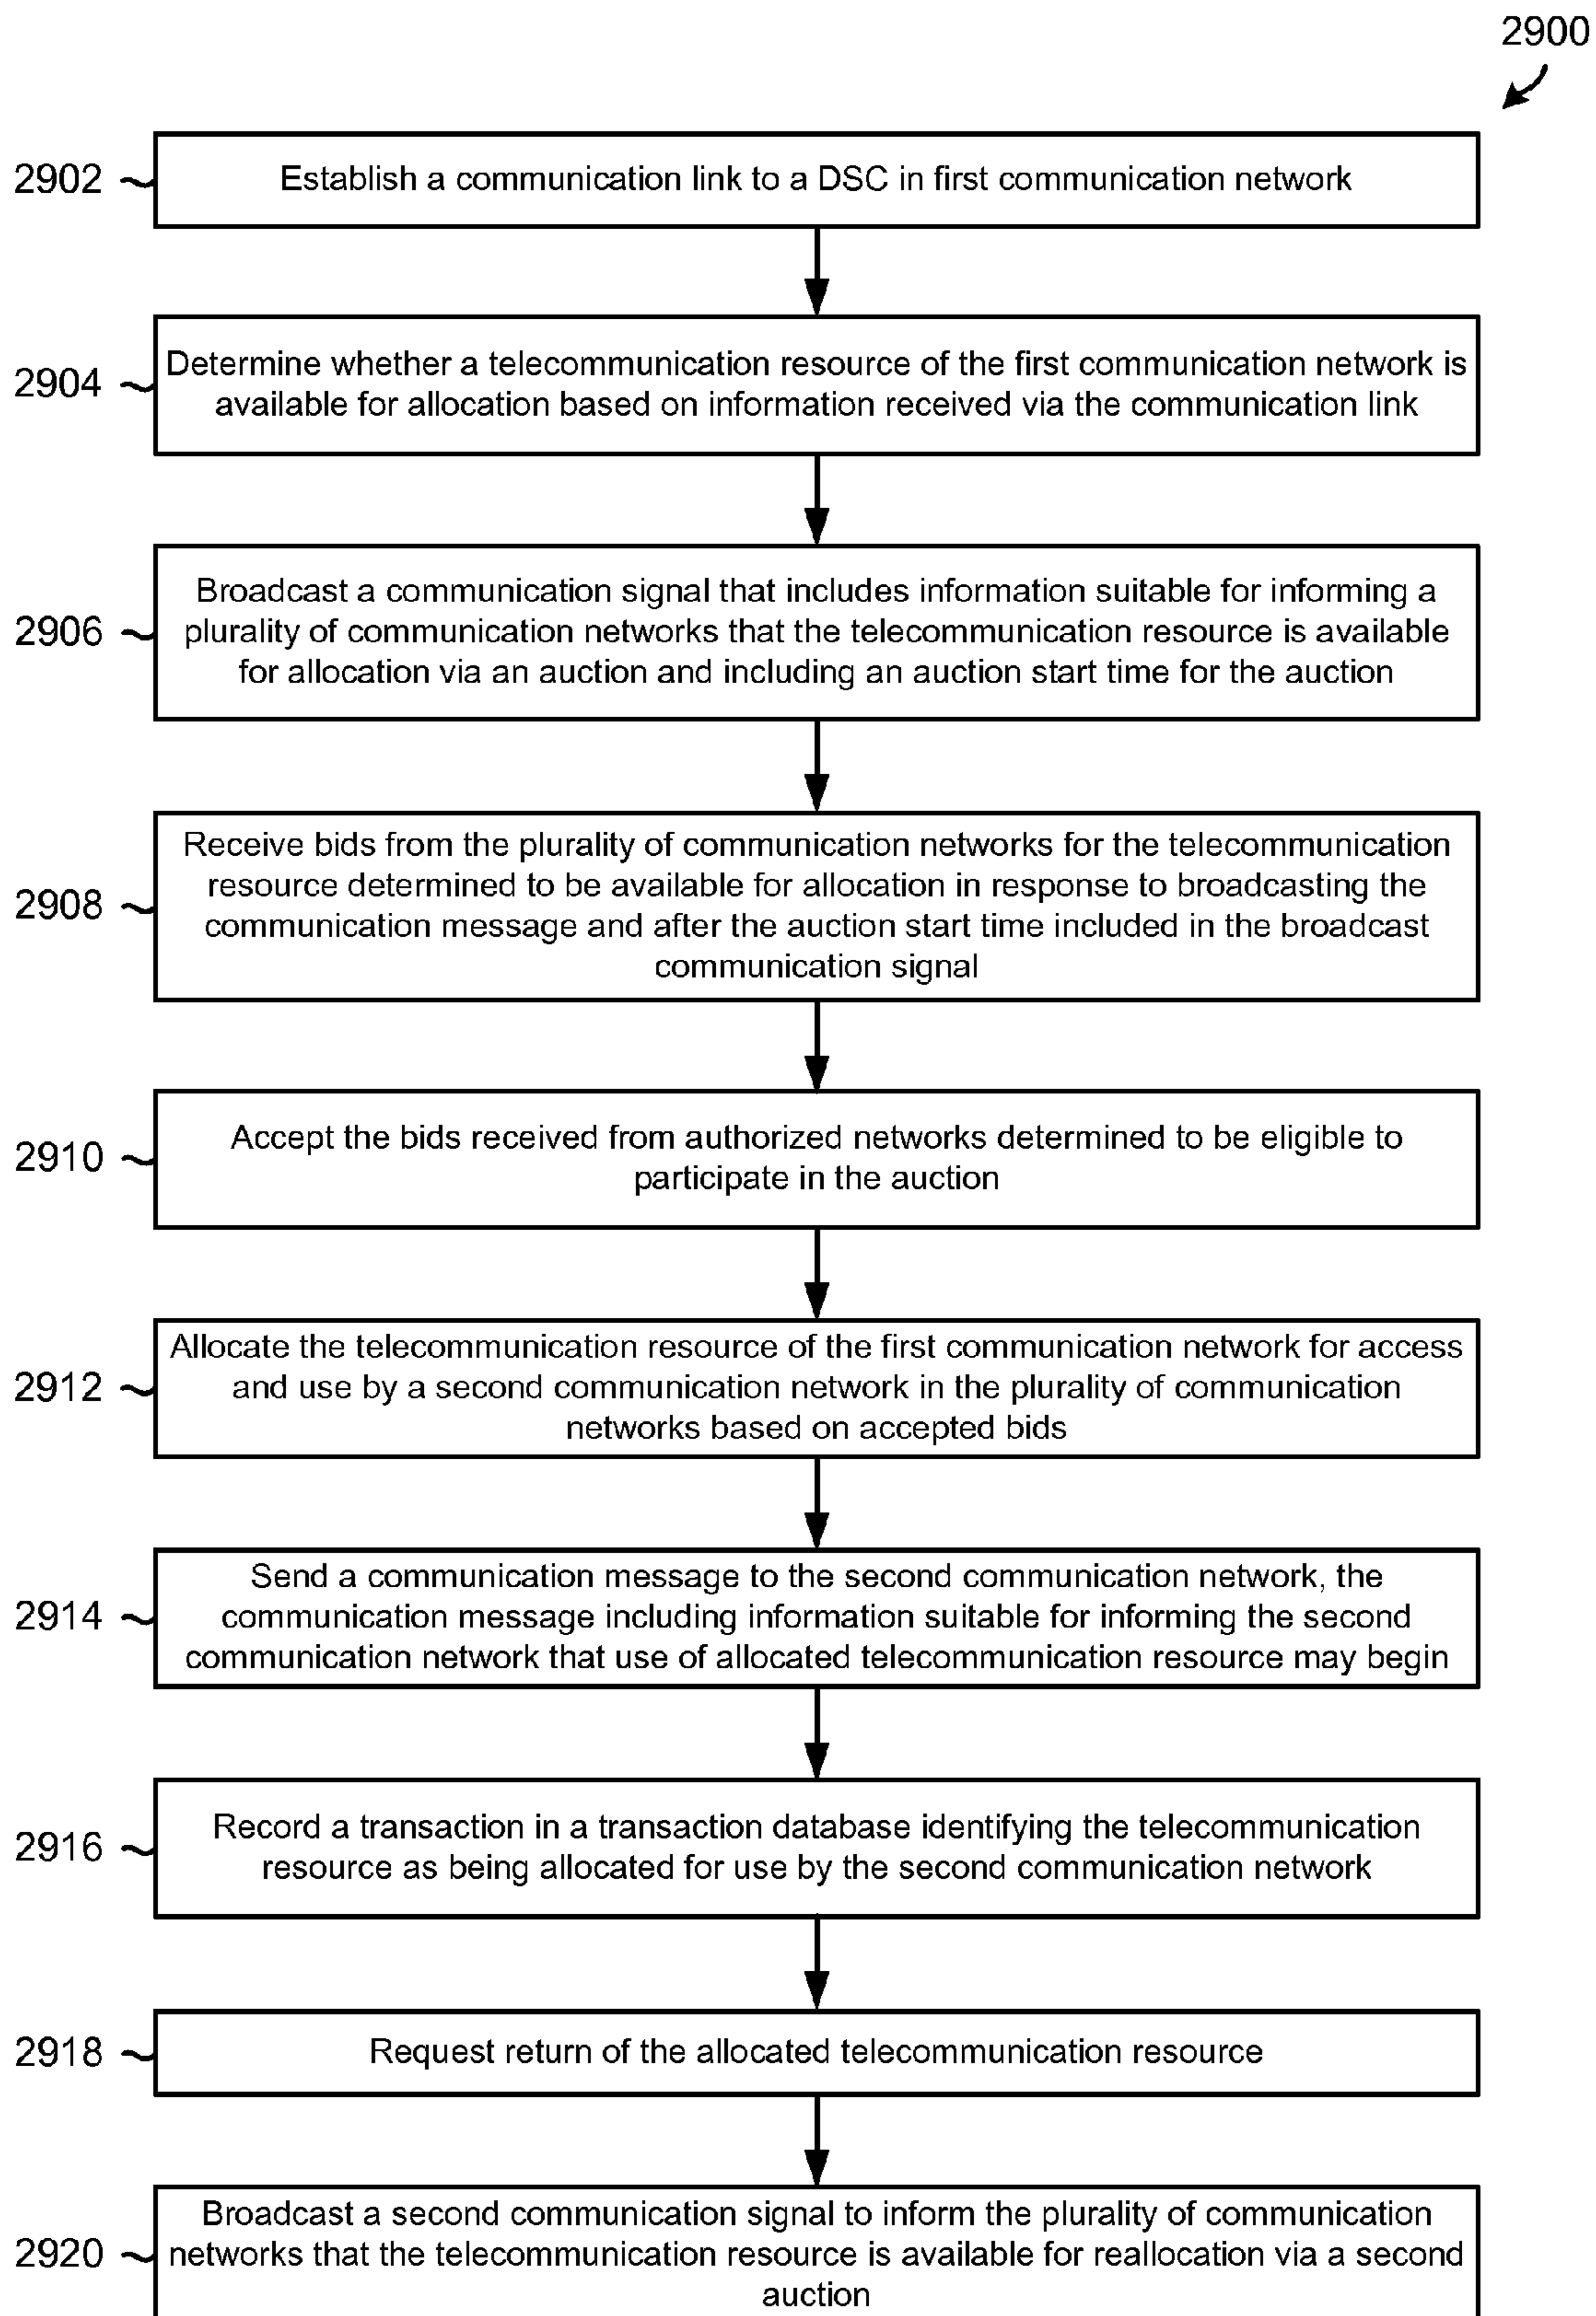 2900
2902
Establish a communication link to a DSC in first communication network
2904
Determine whether a telecommunication resource of the first communication network is
available for allocation based on information received via the communication link
2906
Broadcast a communication signal that includes information suitable for informing a
plurality of communication networks that the telecommunication resource is available
for allocation via an auction and including an auction start time for the auction
2908
Receive bids from the plurality of communication networks for the telecommunication
resource determined to be available for allocation in response to broadcasting the
communication message and after the auction start time included in the broadcast
communication signal
2910
Accept the bids received from authorized networks determined to be eligible to
participate in the auction
2912
Allocate the telecommunication resource of the first communication network for access
and use by a second communication network in the plurality of communication
networks based on accepted bids
2914
Send a communication message to the second communication network, the
communication message including information suitable for informing the second
communication network that use of allocated telecommunication resource may begin
2916
Record a transaction in a transaction database identifying the telecommunication
resource as being allocated for use by the second communication network
2918
Request return of the allocated telecommunication resource
2920
Broadcast a second communication signal to inform the plurality of communication
networks that the telecommunication resource is available for reallocation via a second
auction